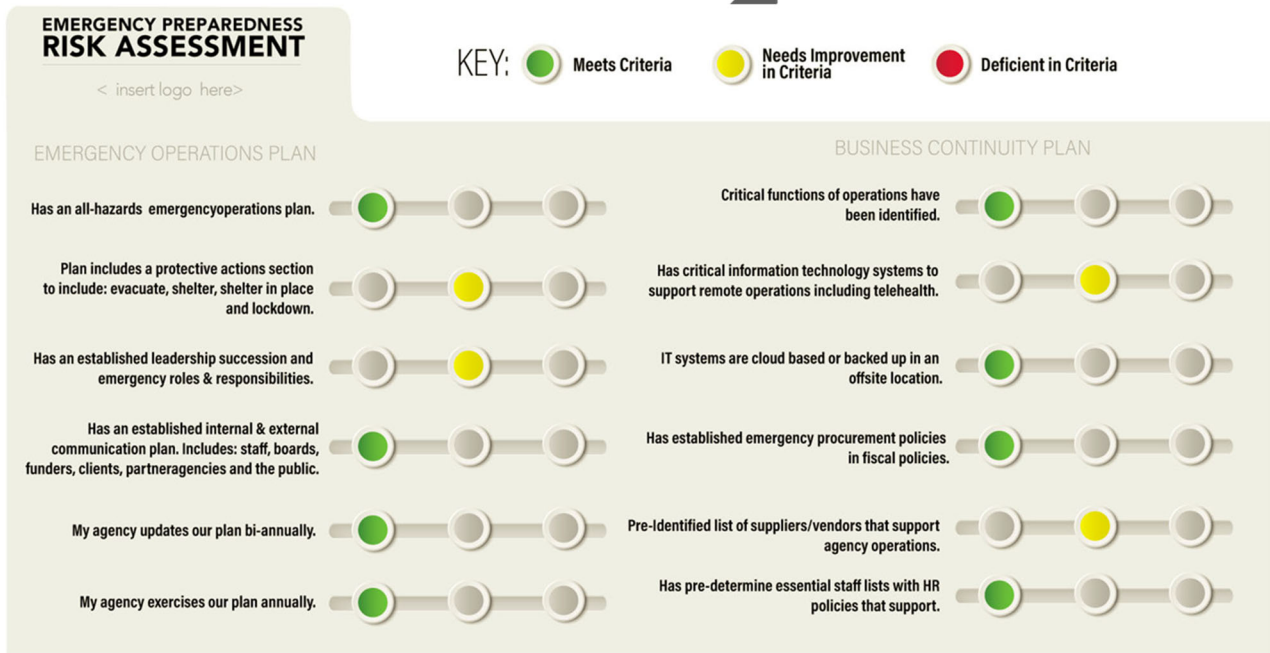 EMERGENCY PREPAREDNESS
RISK ASSESSMENT
< insert logo here>
KEY:
Meets Criteria
Needs Improvement
in Criteria
Deficient in Criteria
EMERGENCY OPERATIONS PLAN
Has an all-hazards emergencyoperations plan.
Plan includes a protective actions section
to include: evacuate, shelter, shelter in place
and lockdown.
Has an established leadership succession and
emergency roles & responsibilities.
Has an established internal & external
communication plan. Includes: staff, boards,
funders, clients, partneragencies and the public.
My agency updates our plan bi-annually.
My agency exercises our plan annually.
BUSINESS CONTINUITY PLAN
Critical functions of operations have
been identified.
Has critical information technology systems to
support remote operations including telehealth.
IT systems are cloud based or backed up in an
offsite location.
Has established emergency procurement policies
in fiscal policies.
Pre-Identified list of suppliers/vendors that support
agency operations.
Has pre-determine essential staff lists with HR
policies that support.